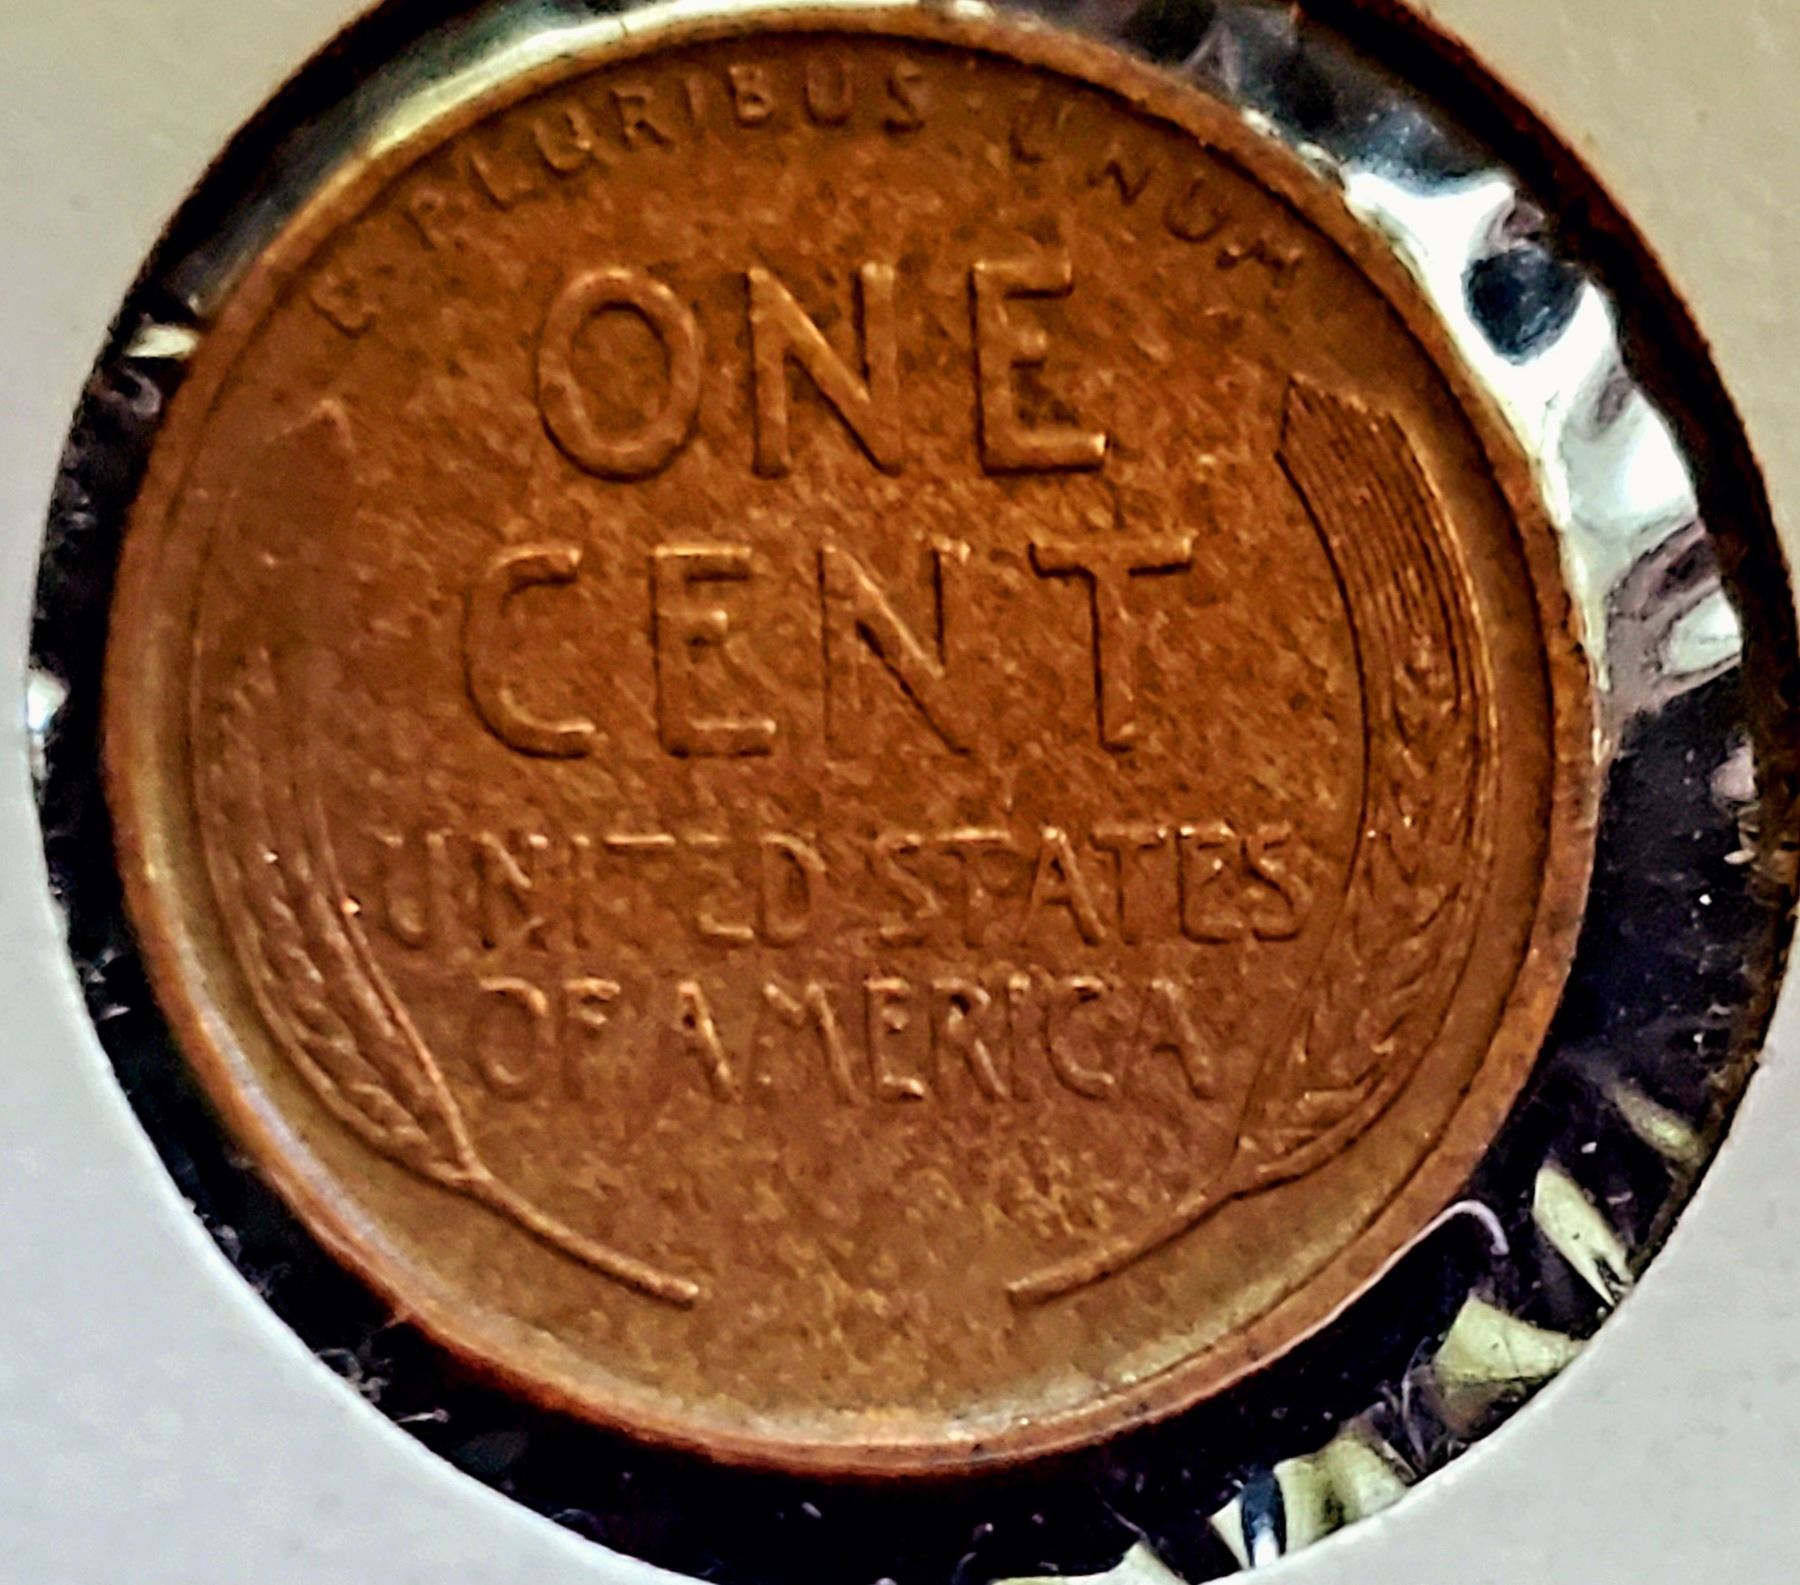 E·PLURIBUS·UNUM
ONE
CENT
UNITED STATES
OF AMERICA